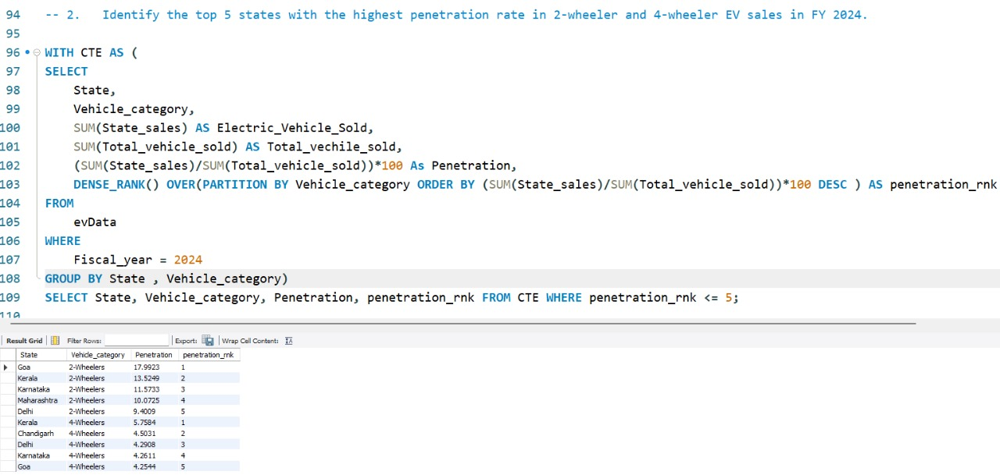 94 -- 2. Identify the top 5 states with the highest penetration rate in 2-wheeler and 4-wheeler EV sales in FY 2024.
95
96 WITH CTE AS (
97 SELECT
98 State,
99 Vehicle_category,
100 SUM(State_sales) AS Electric_Vehicle_Sold,
101 SUM(Total_vehicle_sold) AS Total_vechile_sold,
102 (SUM(State_sales)/SUM(Total_vehicle_sold))*100 As Penetration,
103 DENSE_RANK() OVER(PARTITION BY Vehicle_category ORDER BY (SUM(State_sales)/SUM(Total_vehicle_sold))*100 DESC ) AS penetration_rnk
104 FROM
105 evData
106 WHERE
107 Fiscal_year = 2024
108 GROUP BY State , Vehicle_category)
109 SELECT State, Vehicle_category, Penetration, penetration_rnk FROM CTE WHERE penetration_rnk <= 5;
110
Result Grid Filter Rows: Export: Wrap Cell Content:
State Vehicle_category Penetration penetration_rnk
Goa 2-Wheelers 17.9923 1
Kerala 2-Wheelers 13.5249 2
Karnataka 2-Wheelers 11.5733 3
Maharashtra 2-Wheelers 10.0725 4
Delhi 2-Wheelers 9.4009 5
Kerala 4-Wheelers 5.7584 1
Chandigarh 4-Wheelers 4.5031 2
Delhi 4-Wheelers 4.2908 3
Karnataka 4-Wheelers 4.2611 4
Goa 4-Wheelers 4.2544 5